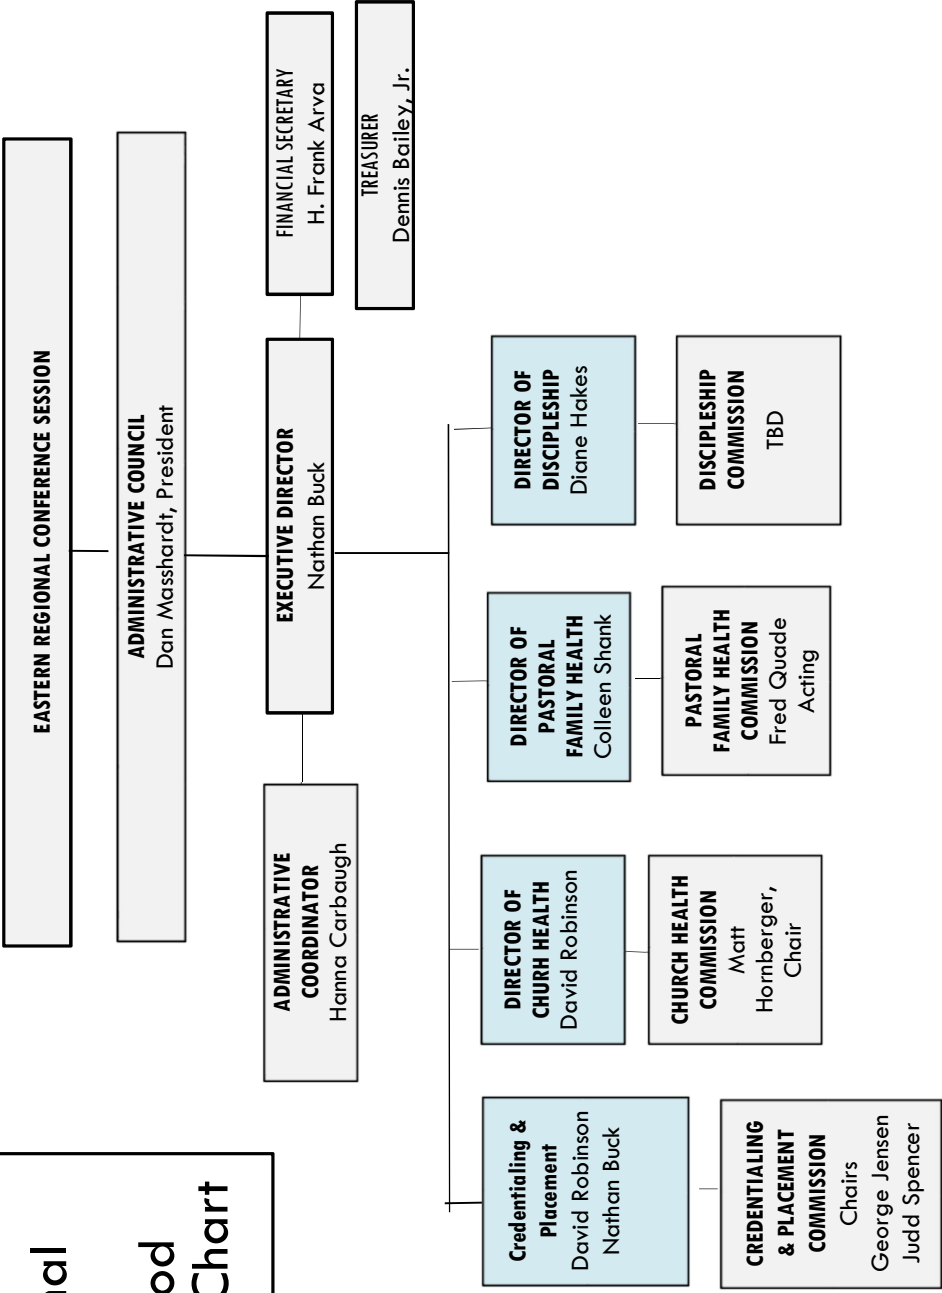 nal
od
Chart
EASTERN REGIONAL CONFERENCE SESSION
ADMINISTRATIVE COUNCIL
Dan Masshardt, President
ADMINISTRATIVE
COORDINATOR
Hanna Carbaugh
EXECUTIVE DIRECTOR
Nathan Buck
FINANCIAL SECRETARY
H. Frank Arva
TREASURER
Dennis Bailey, Jr.
Credentialing &
Placement
David Robinson
Nathan Buck
DIRECTOR OF
CHURH HEALTH
David Robinson
DIRECTOR OF
PASTORAL
FAMILY HEALTH
Colleen Shank
DIRECTOR OF
DISCIPLESHIP
Diane Hakes
CREDENTIALING
& PLACEMENT
COMMISSION
Chairs
George Jensen
Judd Spencer
CHURCH HEALTH
COMMISSION
Matt
Hornberger,
Chair
PASTORAL
FAMILY HEALTH
COMMISSION
Fred Quade
Acting
DISCIPLESHIP
COMMISSION
TBD